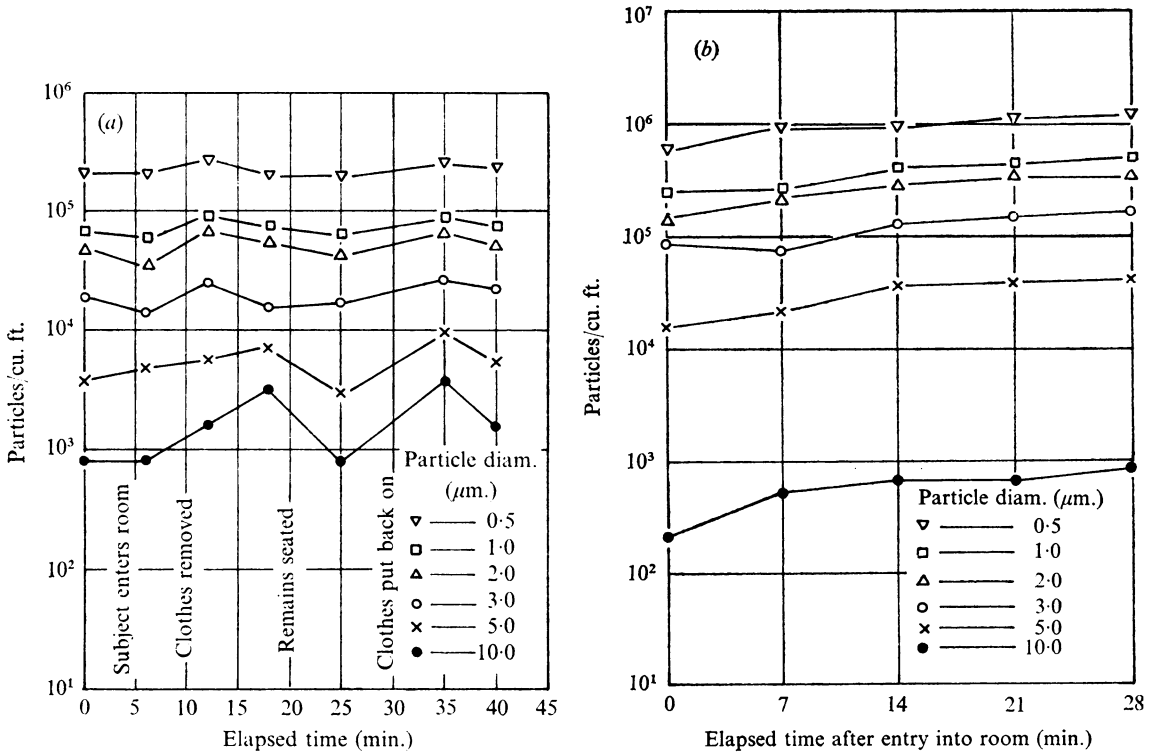 (a)
10⁶
10⁵
10⁴
10³
10²
10¹
Particles/cu. ft.
Subject enters room
Clothes removed
Remains seated
Clothes put back on
Particle diam.
(μm.)
0·5
1·0
2·0
3·0
5·0
10·0
0 5 10 15 20 25 30 35 40 45
Elapsed time (min.)
(b)
10⁷
10⁶
10⁵
10⁴
10³
10²
10¹
Particles/cu. ft.
Particle diam. (μm.)
0·5
1·0
2·0
3·0
5·0
10·0
0 7 14 21 28
Elapsed time after entry into room (min.)